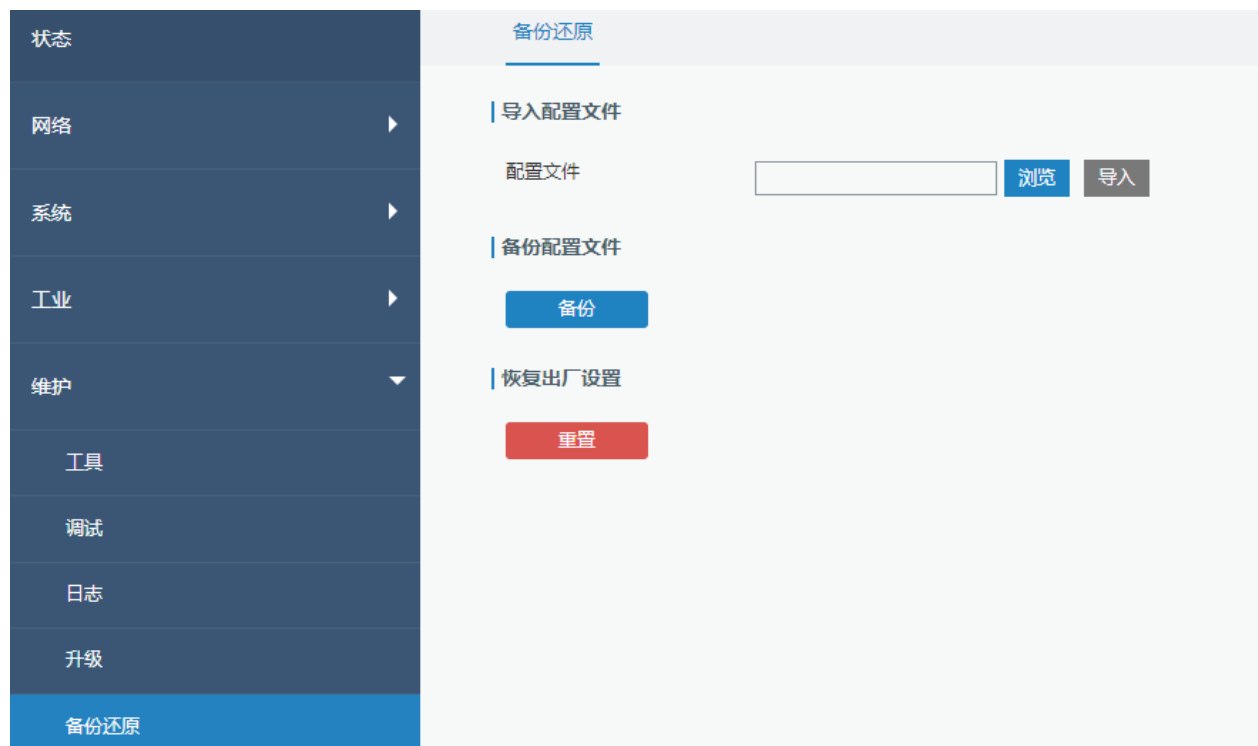 状态
网络
系统
工业
维护
工具
调试
日志
升级
备份还原
备份还原
导入配置文件
配置文件
浏览 导入
备份配置文件
备份
恢复出厂设置
重置